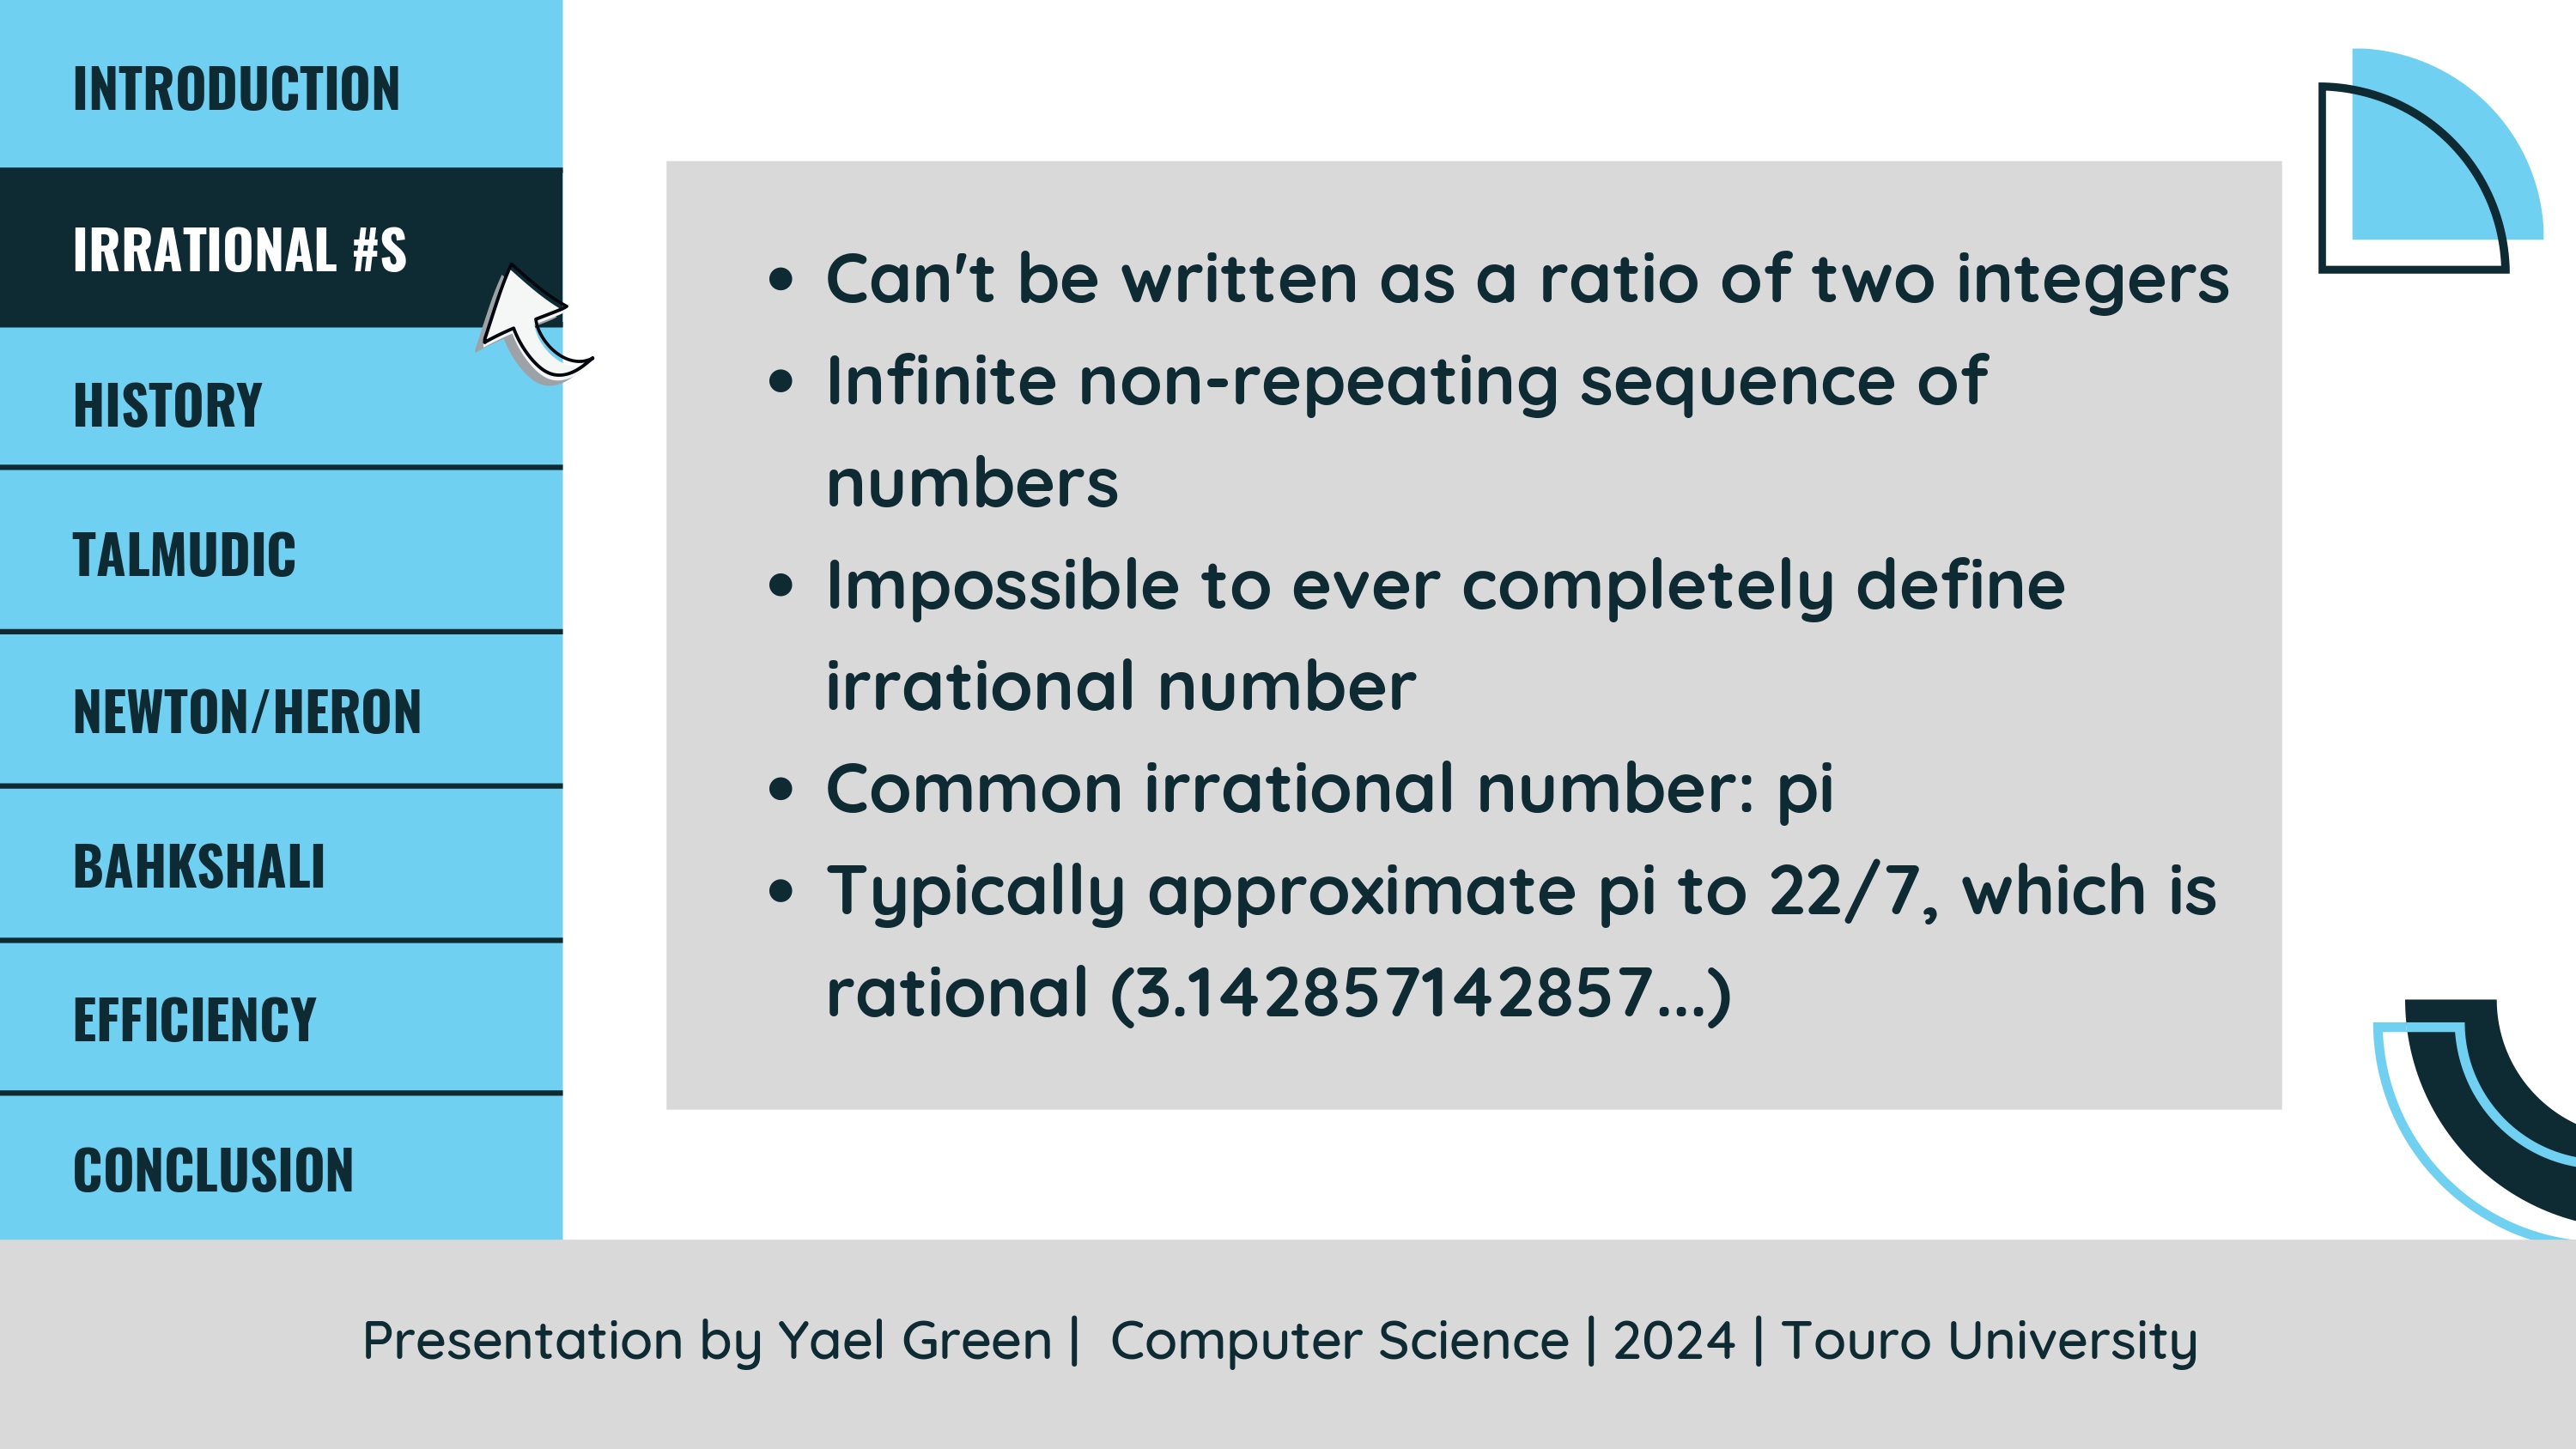 INTRODUCTION
IRRATIONAL #S
HISTORY
TALMUDIC
NEWTON/HERON
BAHKSHALI
EFFICIENCY
CONCLUSION
• Can't be written as a ratio of two integers
• Infinite non-repeating sequence of
numbers
• Impossible to ever completely define
irrational number
• Common irrational number: pi
• Typically approximate pi to 22/7, which is
rational (3.142857142857...)
Presentation by Yael Green | Computer Science | 2024 | Touro University